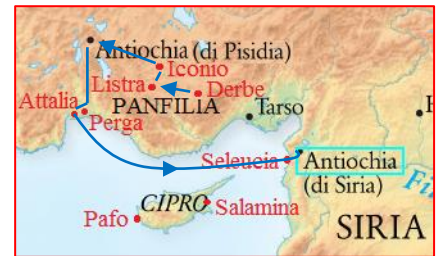 Antiochia (di Pisidia)
Iconio
Listra
Derbe
Attalia
PANFILIA
Tarso
Perga
Seleucia
Antiochia
(di Siria)
CIPRO
Salamina
Pafo
SIRIA